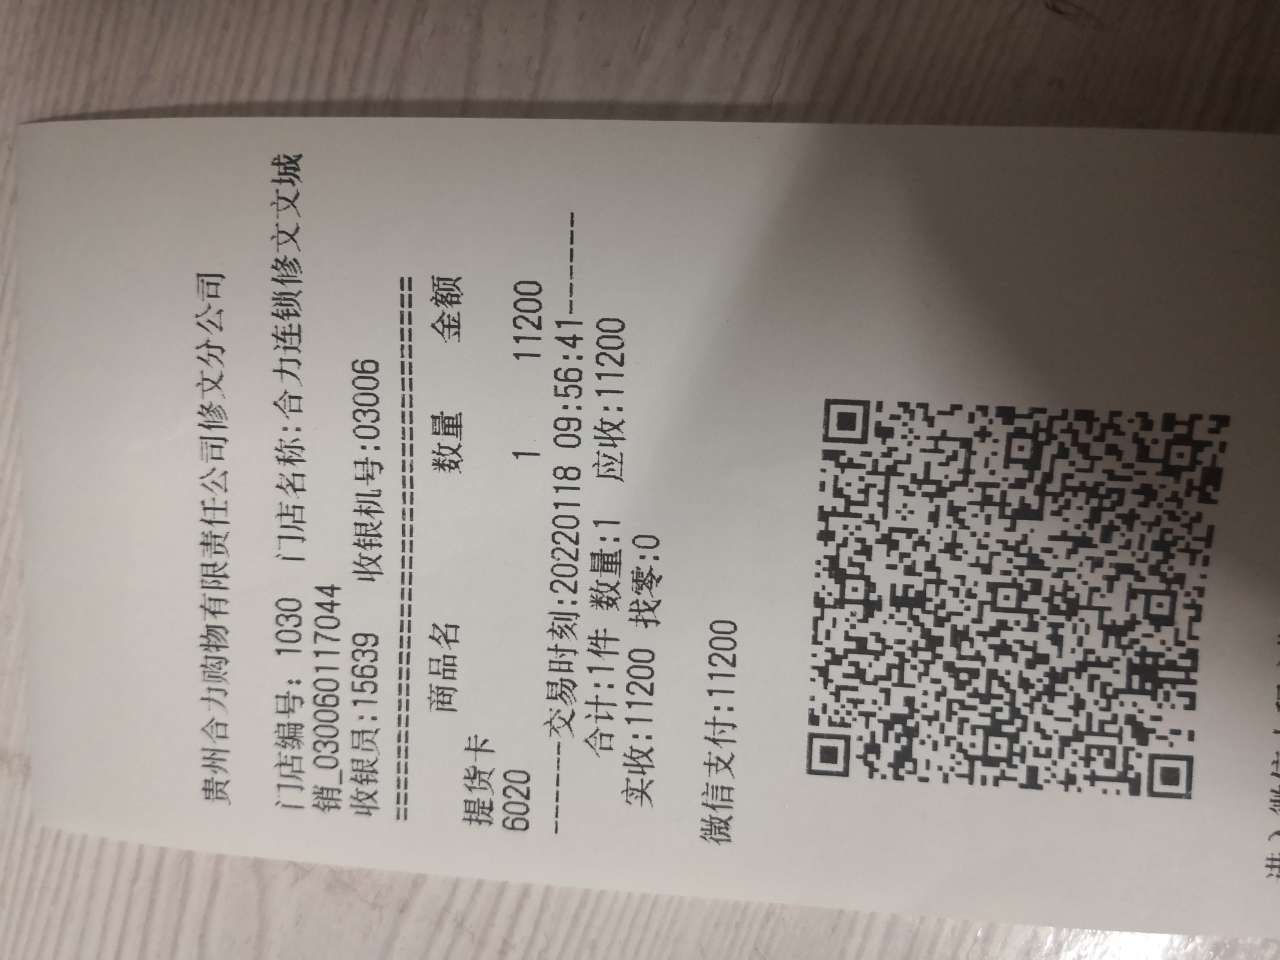 贵州合力购物有限责任公司修文分公司
门店编号: 1030 门店名称:合力连锁修文文城
销_0300601117044
收银员:15639 收银机号:03006
================================
商品名 数量 金额
提货卡
6020 1 11200
-------交易时刻:20220118 09:56:41-------
合计:1件 数量:1 应收:11200
实收:11200 找零:0
微信支付:11200